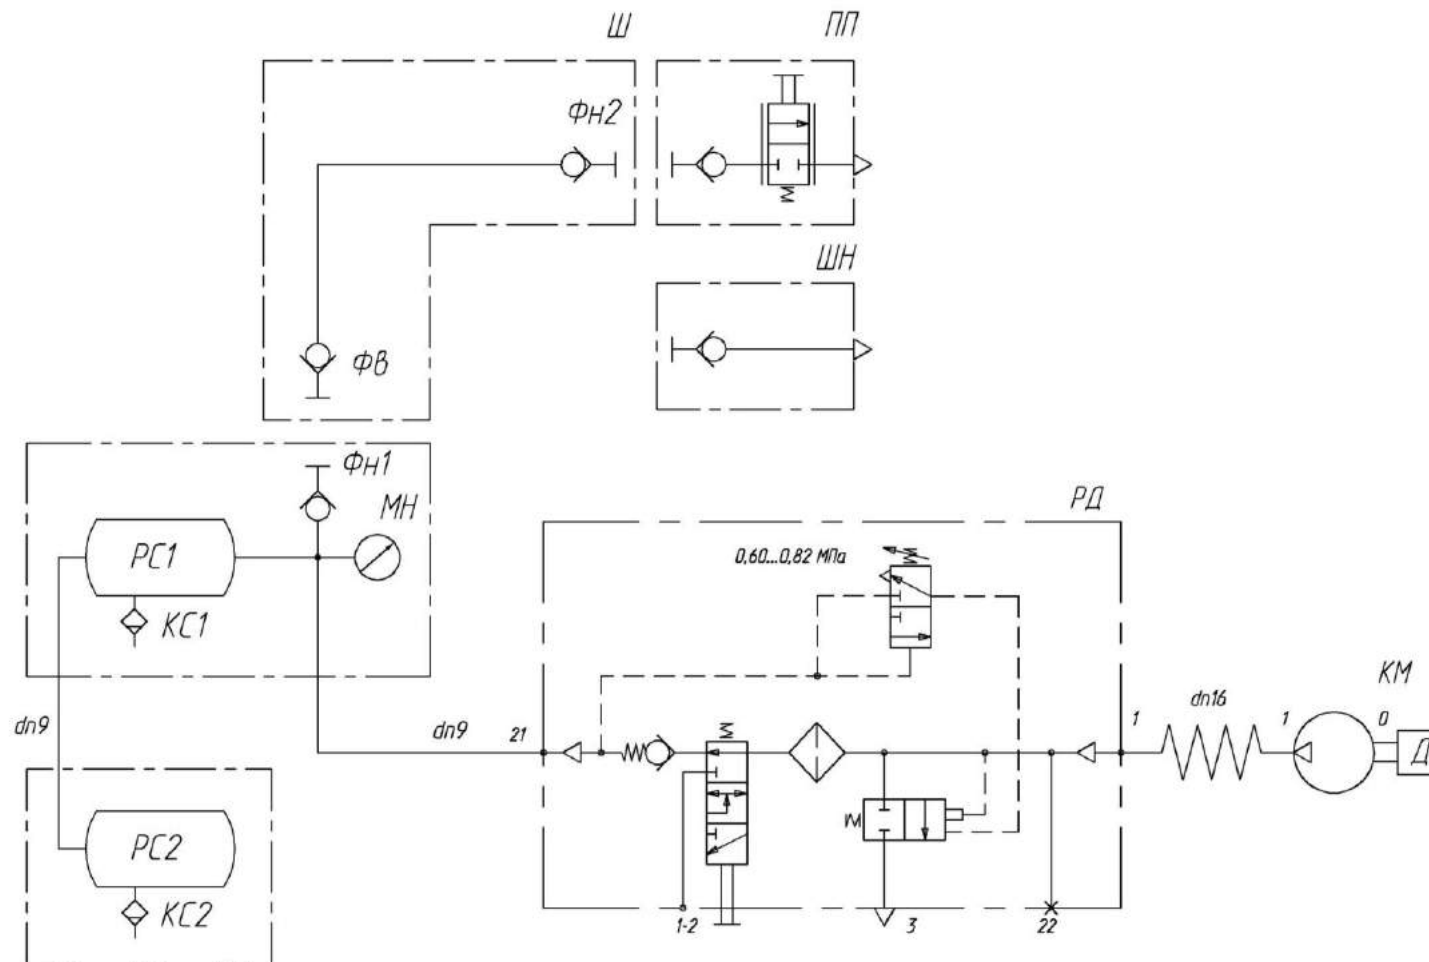 Ш
ПП
Фн2
ШН
ФВ
Фн1
МН
РС1
КС1
РД
0,60...0,82 МПа
КМ
dn9
dn9
21
1
dn16
1
0
Д
РС2
КС2
1-2
3
22